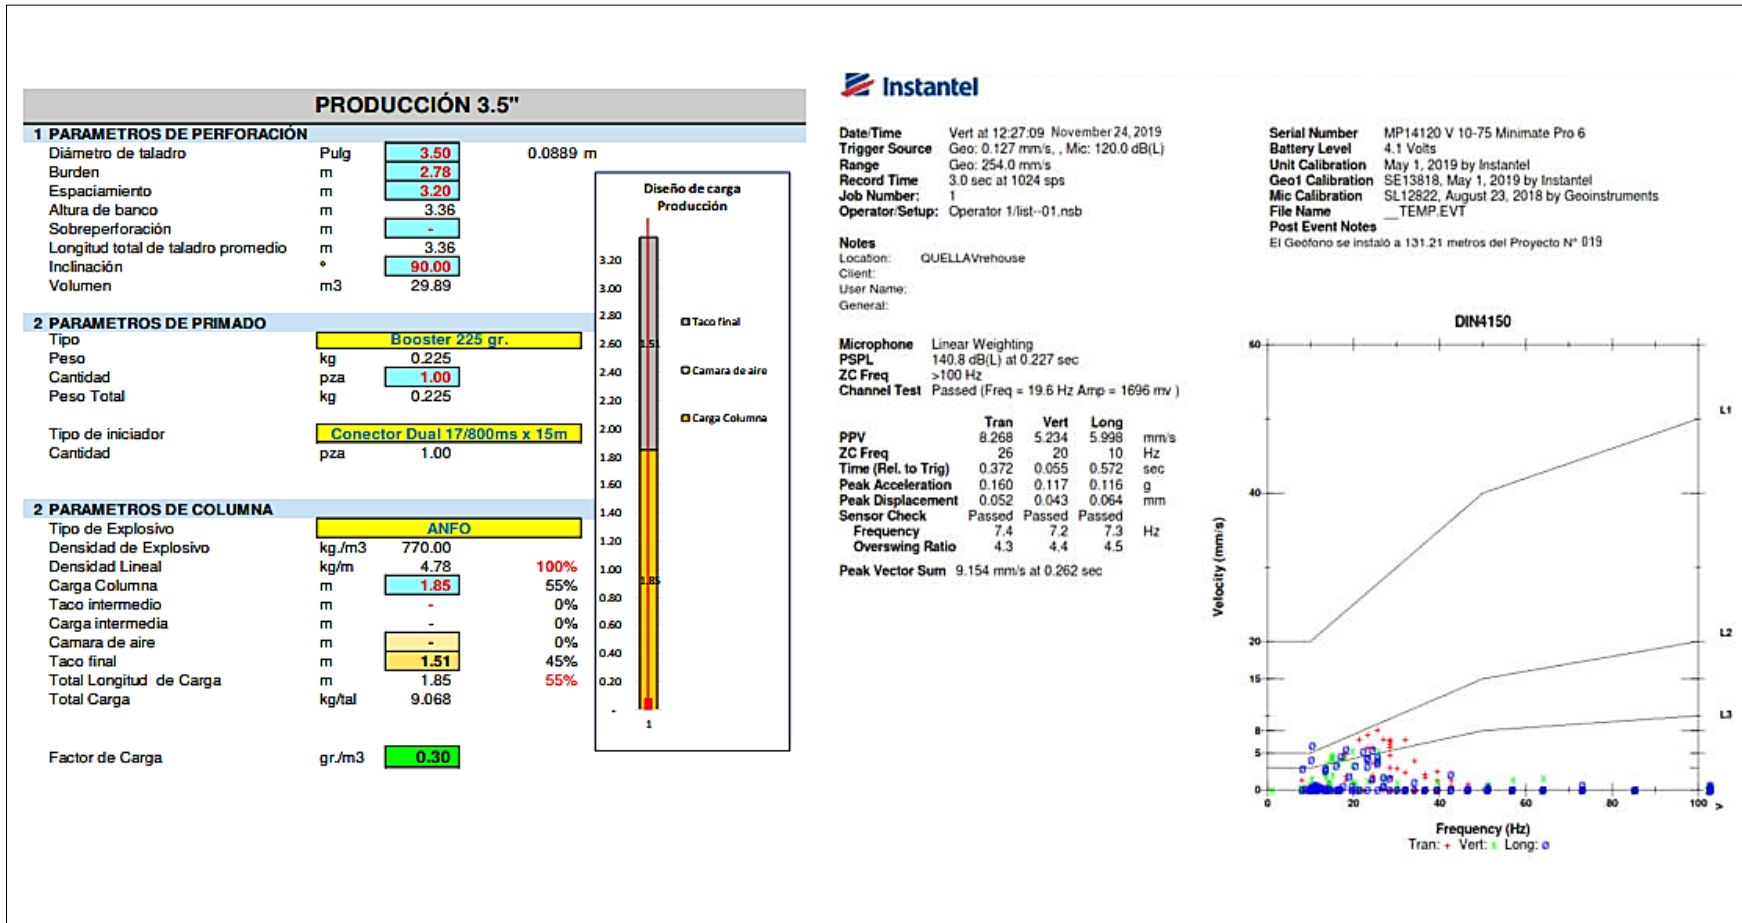 PRODUCCIÓN 3.5"
1 PARAMETROS DE PERFORACIÓN
Diámetro de taladro Pulg 3.50 0.0889 m
Burden m 2.78
Espaciamiento m 3.20
Altura de banco m 3.36
Sobreperforación m -
Longitud total de taladro promedio m 3.36
Inclinación ° 90.00
Volumen m3 29.89
2 PARAMETROS DE PRIMADO
Tipo Booster 225 gr.
Peso kg 0.225
Cantidad pza 1.00
Peso Total kg 0.225
Tipo de iniciador Conector Dual 17/800ms x 15m
Cantidad pza 1.00
2 PARAMETROS DE COLUMNA
Tipo de Explosivo ANFO
Densidad de Explosivo kg./m3 770.00
Densidad Lineal kg/m 4.78 100%
Carga Columna m 1.85 55%
Taco intermedio m - 0%
Carga intermedia m - 0%
Camara de aire m - 0%
Taco final m 1.51 45%
Total Longitud de Carga m 1.85 55%
Total Carga kg/tal 9.068
Factor de Carga gr./m3 0.30
Diseño de carga
Producción
3.20
3.00
2.80
2.60
2.40
2.20
2.00
1.80
1.60
1.40
1.20
1.00
0.80
0.60
0.40
0.20
-
1.51
1.85
1
Taco final
Camara de aire
Carga Columna
Instantel
Date/Time Vert at 12:27:09 November 24, 2019
Trigger Source Geo: 0.127 mm/s, , Mic: 120.0 dB(L)
Range Geo: 254.0 mm/s
Record Time 3.0 sec at 1024 sps
Job Number: 1
Operator/Setup: Operator 1/list--01.nsb
Notes
Location: QUELLAVrehouse
Client:
User Name:
General:
Microphone Linear Weighting
PSPL 140.8 dB(L) at 0.227 sec
ZC Freq >100 Hz
Channel Test Passed (Freq = 19.6 Hz Amp = 1696 mv )
Tran Vert Long
PPV 8.268 5.234 5.998 mm/s
ZC Freq 26 20 10 Hz
Time (Rel. to Trig) 0.372 0.055 0.572 sec
Peak Acceleration 0.160 0.117 0.116 g
Peak Displacement 0.052 0.043 0.064 mm
Sensor Check Passed Passed Passed
Frequency 7.4 7.2 7.3 Hz
Overswing Ratio 4.3 4.4 4.5
Peak Vector Sum 9.154 mm/s at 0.262 sec
Serial Number MP14120 V 10-75 Minimate Pro 6
Battery Level 4.1 Volts
Unit Calibration May 1, 2019 by Instantel
Geo1 Calibration SE13818, May 1, 2019 by Instantel
Mic Calibration SL12822, August 23, 2018 by Geoinstruments
File Name __TEMP.EVT
Post Event Notes
El Geófono se instaló a 131.21 metros del Proyecto N° 019
DIN4150
Velocity (mm/s)
60
40
20
15
8
5
0
L1
L2
L3
0 20 40 60 80 100 >
Frequency (Hz)
Tran: + Vert: x Long: ø